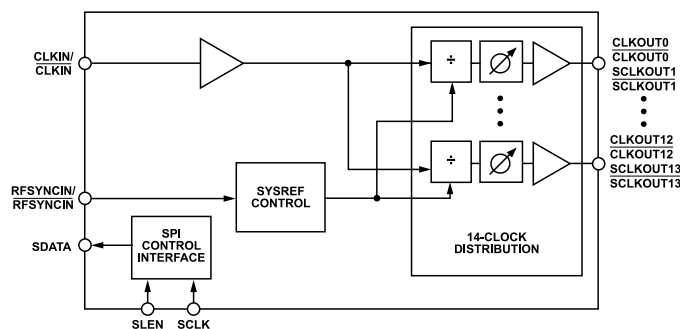 CLKIN/
CLKIN
RFSYNCIN/
RFSYNCIN
SDATA
SLEN
SCLK
SPI
CONTROL
INTERFACE
SYSREF
CONTROL
÷
÷
14-CLOCK
DISTRIBUTION
CLKOUT0
CLKOUT0
SCLKOUT1
SCLKOUT1
CLKOUT12
CLKOUT12
SCLKOUT13
SCLKOUT13